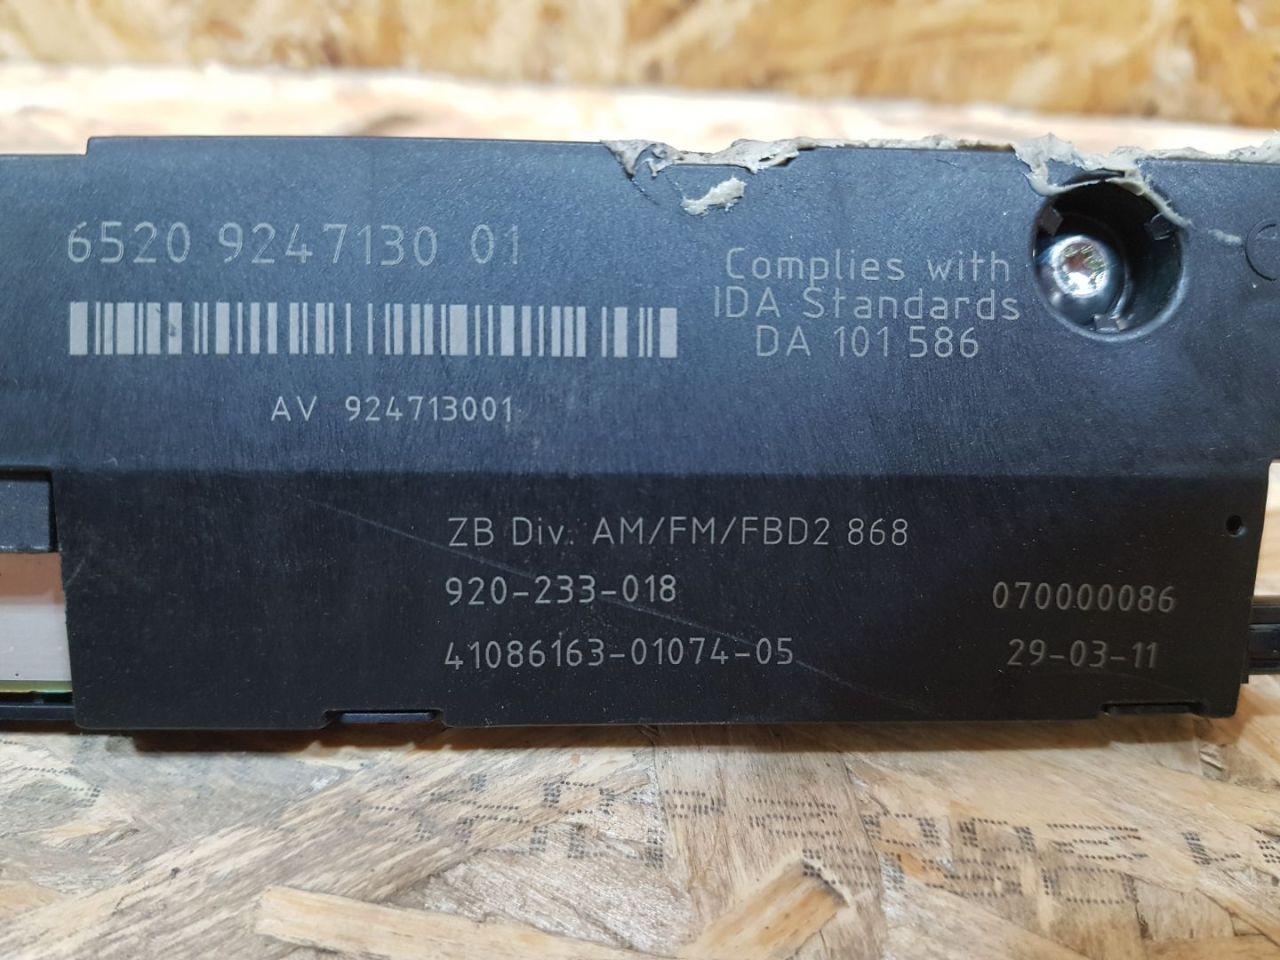 6520 9247130 01
Complies with
IDA Standards
DA 101 586
AV 924713001
ZB Div. AM/FM/FBD2 868
920-233-018
070000086
41086163-01074-05
29-03-11